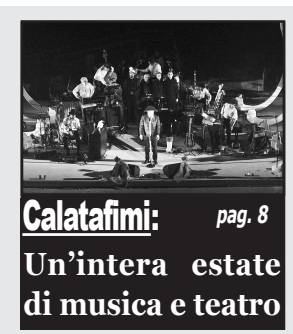 Calatafimi: pag. 8
Un'intera estate
di musica e teatro